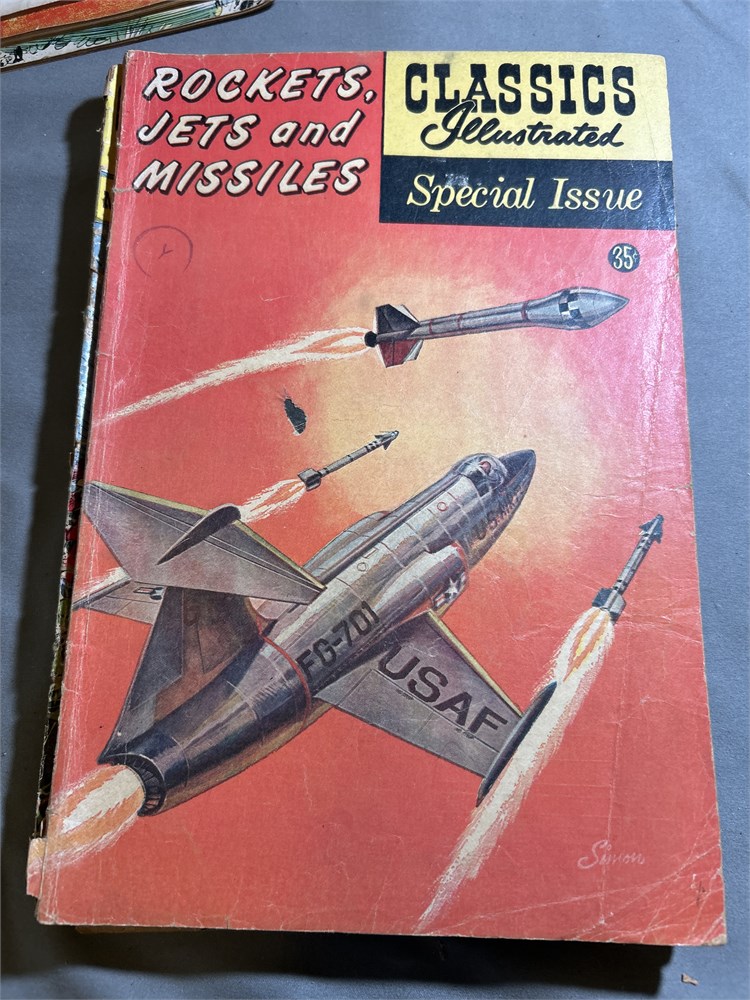 ROCKETS,
JETS and
MISSILES
CLASSICS
Illustrated
Special Issue
35¢
FG-701
USAF
Simon